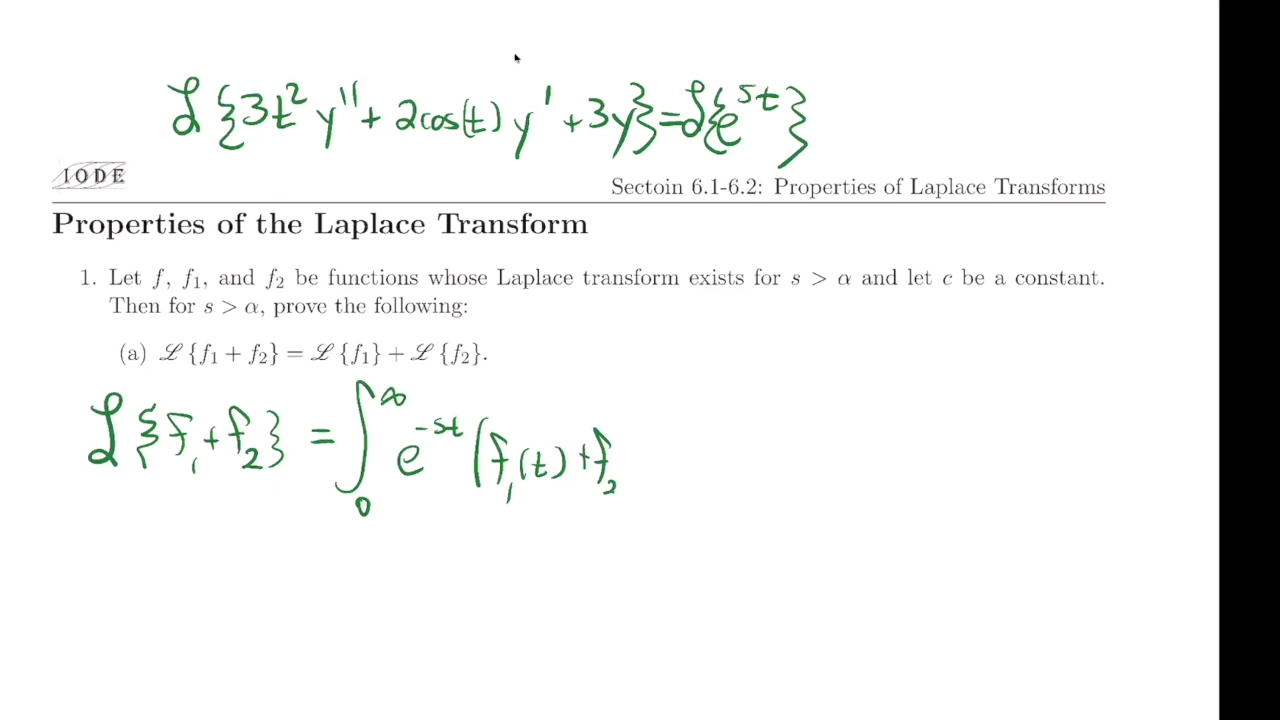 ℒ{3t²y'' + 2cos(t)y' + 3y} = ℒ{e^{5t}}
IODE
Sectoin 6.1-6.2: Properties of Laplace Transforms
Properties of the Laplace Transform
1. Let f, f₁, and f₂ be functions whose Laplace transform exists for s > α and let c be a constant.
Then for s > α, prove the following:
(a) ℒ{f₁ + f₂} = ℒ{f₁} + ℒ{f₂}.
ℒ{f₁ + f₂} = ∫₀^∞ e^{-st} (f₁(t) + f₂